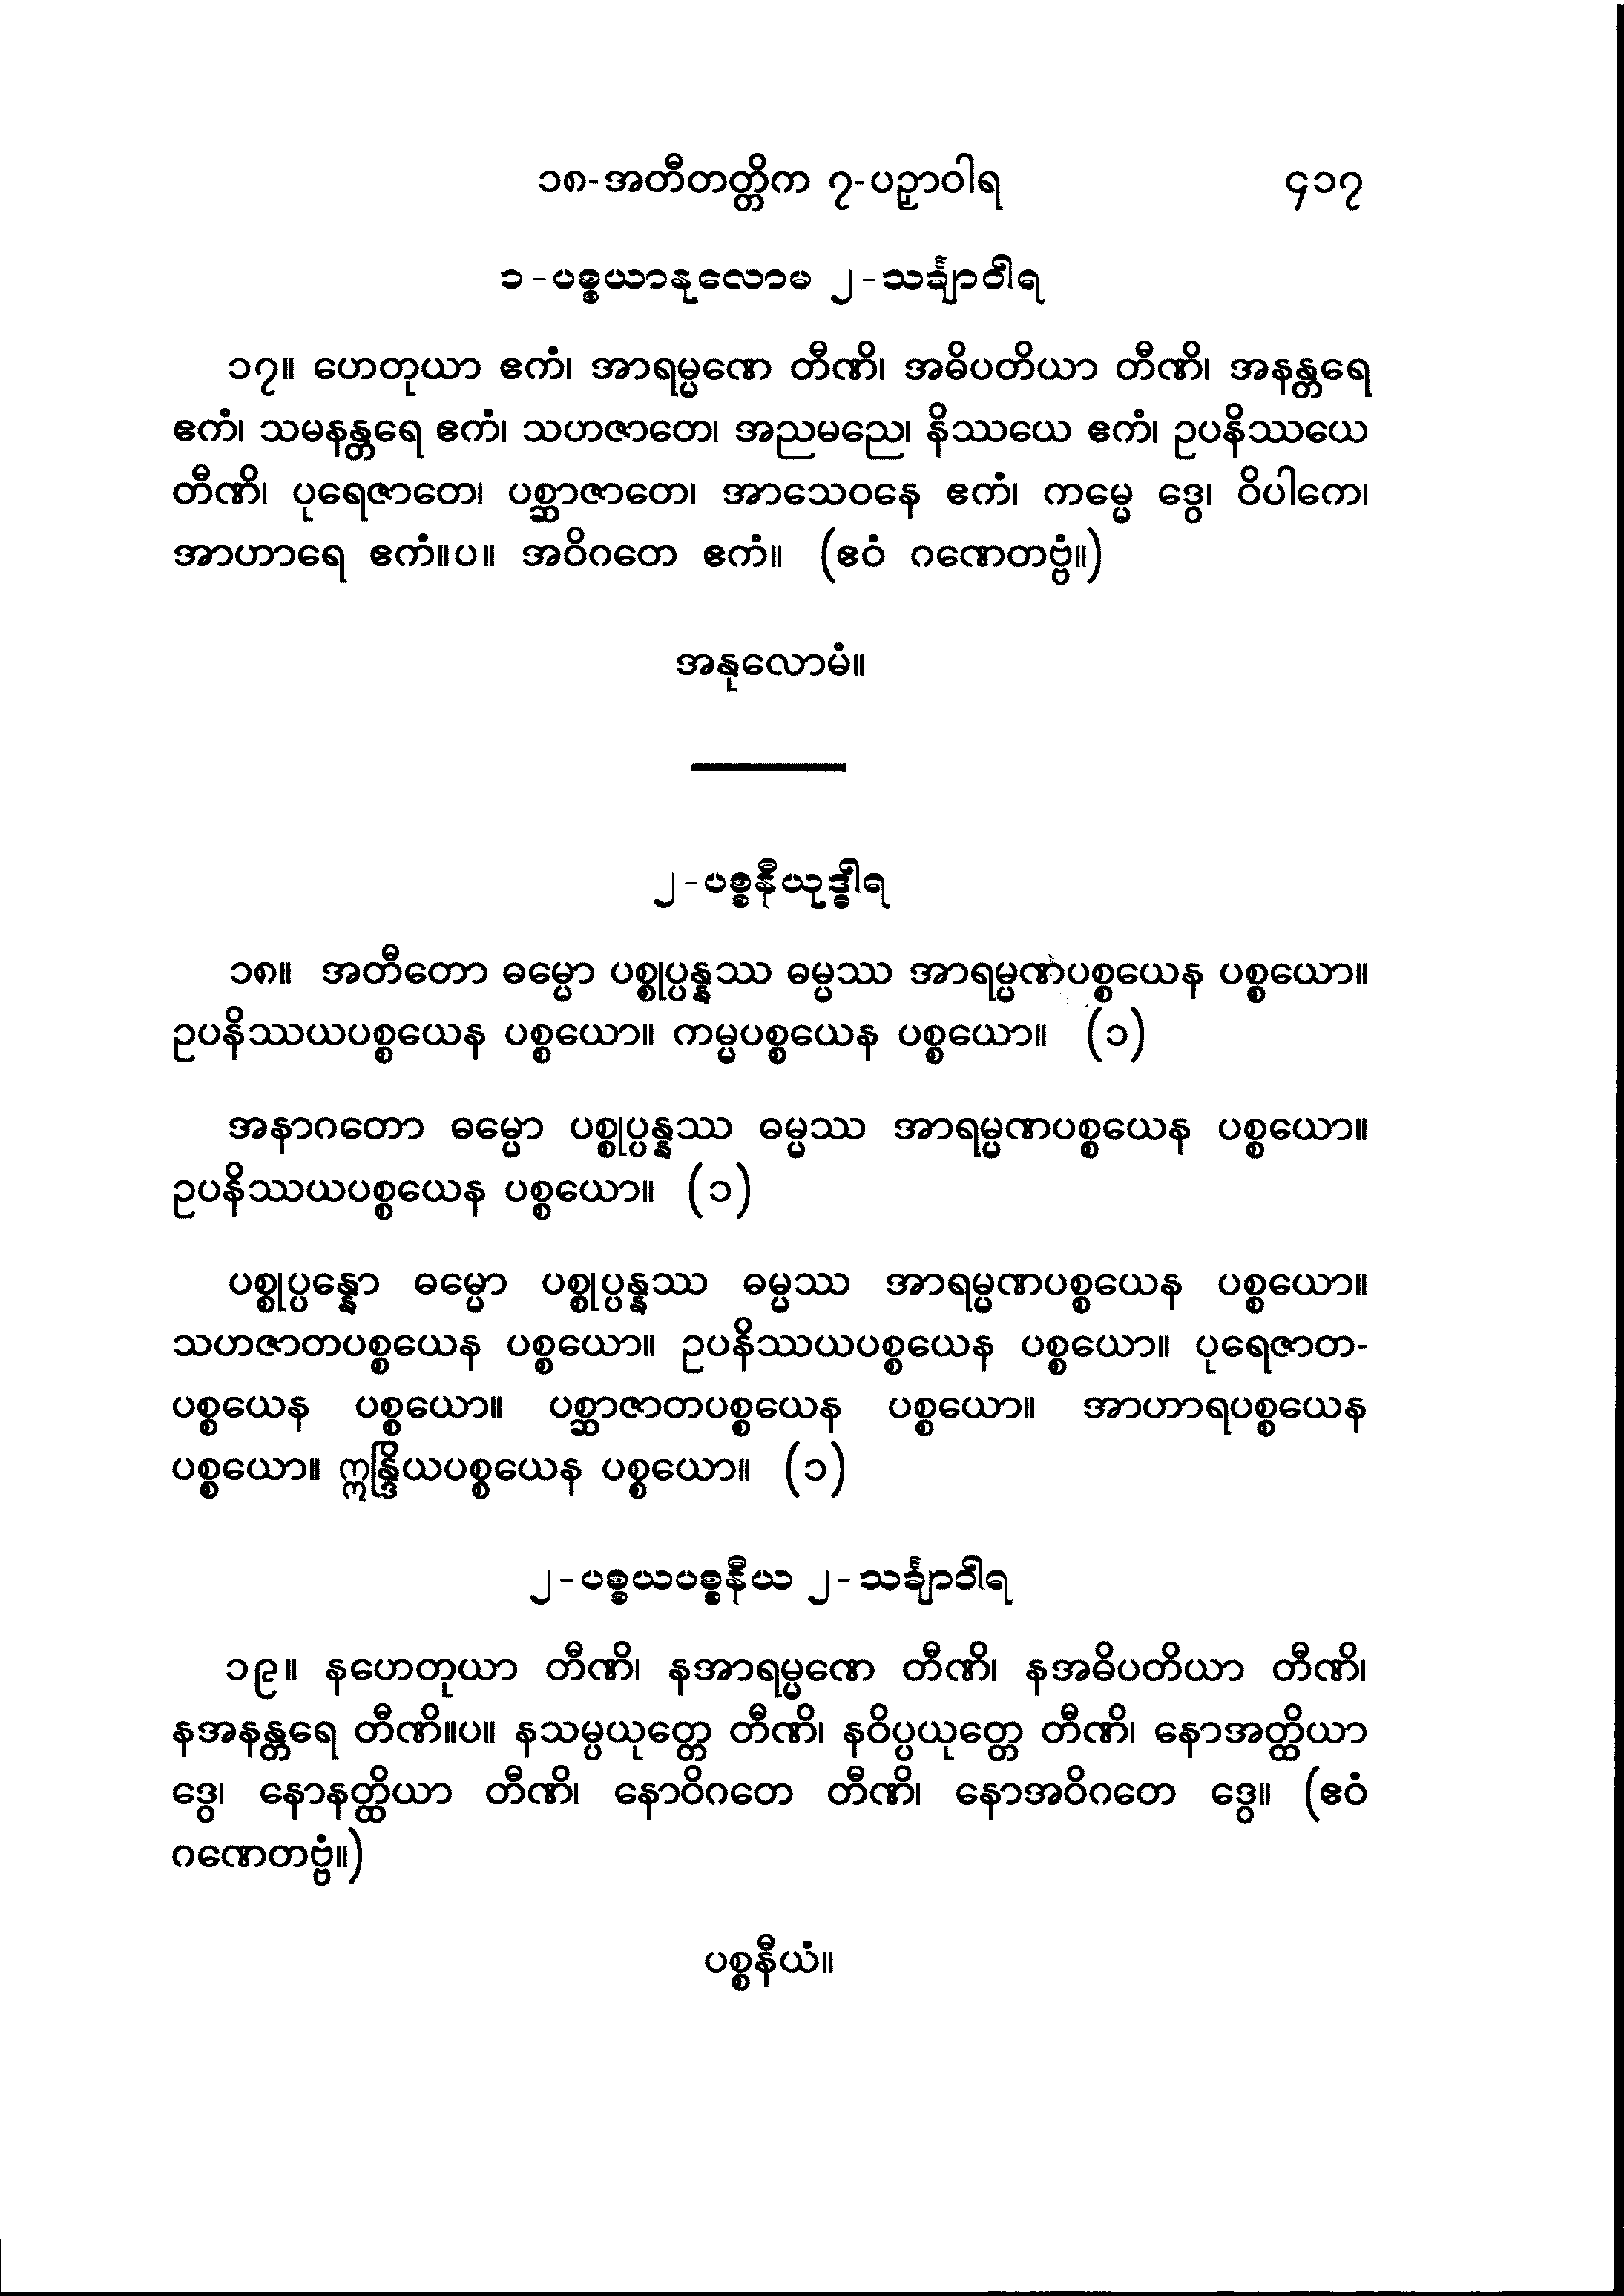 ၁၈-အတီတတ္တိက ၇-ပဉှာဝါရ ၄၁၇
၁-ပစ္စယာနုလောမ ၂-သင်္ချာဝါရ
၁၇။ ဟေတုယာ ဧကံ၊ အာရမ္မဏေ တီဏိ၊ အဓိပတိယာ တီဏိ၊ အနန္တရေ
ဧကံ၊ သမနန္တရေ ဧကံ၊ သဟဇာတေ၊ အညမညေ၊ နိဿယေ ဧကံ၊ ဥပနိဿယေ
တီဏိ၊ ပုရေဇာတေ၊ ပစ္ဆာဇာတေ၊ အာသေဝနေ ဧကံ၊ ကမ္မေ ဒွေ၊ ဝိပါကေ၊
အာဟာရေ ဧကံ။ပ။ အဝိဂတေ ဧကံ။ (ဧဝံ ဂဏေတဗ္ဗံ။)
အနုလောမံ။
၂-ပစ္စနီယုဒ္ဓါရ
၁၈။ အတီတော ဓမ္မော ပစ္စုပ္ပန္နဿ ဓမ္မဿ အာရမ္မဏပစ္စယေန ပစ္စယော။
ဥပနိဿယပစ္စယေန ပစ္စယော။ ကမ္မပစ္စယေန ပစ္စယော။ (၁)
အနာဂတော ဓမ္မော ပစ္စုပ္ပန္နဿ ဓမ္မဿ အာရမ္မဏပစ္စယေန ပစ္စယော။
ဥပနိဿယပစ္စယေန ပစ္စယော။ (၁)
ပစ္စုပ္ပန္နော ဓမ္မော ပစ္စုပ္ပန္နဿ ဓမ္မဿ အာရမ္မဏပစ္စယေန ပစ္စယော။
သဟဇာတပစ္စယေန ပစ္စယော။ ဥပနိဿယပစ္စယေန ပစ္စယော။ ပုရေဇာတ-
ပစ္စယေန ပစ္စယော။ ပစ္ဆာဇာတပစ္စယေန ပစ္စယော။ အာဟာရပစ္စယေန
ပစ္စယော။ ဣန္ဒြိယပစ္စယေန ပစ္စယော။ (၁)
၂-ပစ္စယပစ္စနီယ ၂-သင်္ချာဝါရ
၁၉။ နဟေတုယာ တီဏိ၊ နအာရမ္မဏေ တီဏိ၊ နအဓိပတိယာ တီဏိ၊
နအနန္တရေ တီဏိ။ပ။ နသမ္ပယုတ္တေ တီဏိ၊ နဝိပ္ပယုတ္တေ တီဏိ၊ နောအတ္ထိယာ
ဒွေ၊ နောနတ္ထိယာ တီဏိ၊ နောဝိဂတေ တီဏိ၊ နောအဝိဂတေ ဒွေ။ (ဧဝံ
ဂဏေတဗ္ဗံ။)
ပစ္စနီယံ။